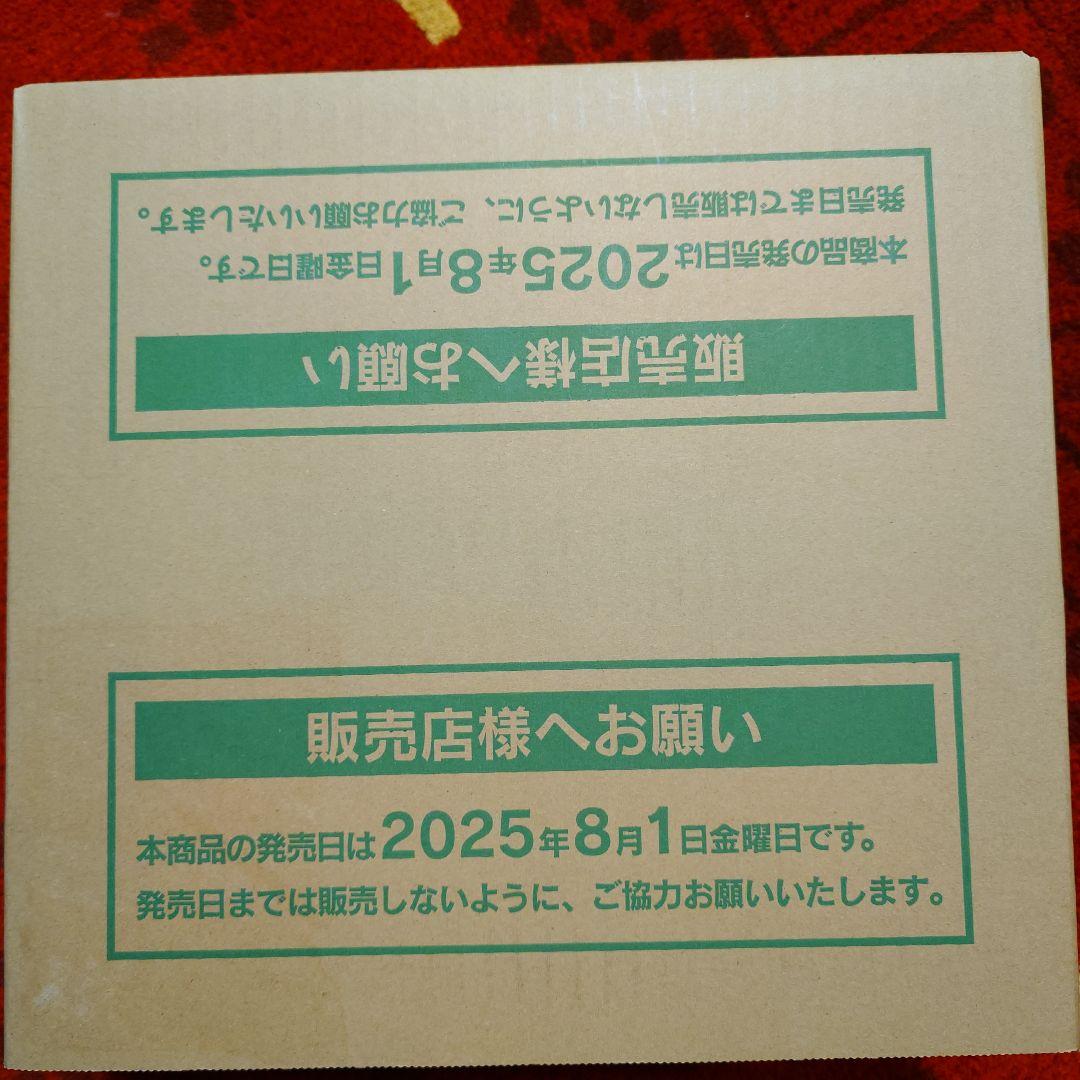 発売日までは販売しないように、ご協力お願いいたします。
本商品の発売日は2025年8月1日金曜日です。
販売店様へお願い
販売店様へお願い
本商品の発売日は2025年8月1日金曜日です。
発売日までは販売しないように、ご協力お願いいたします。